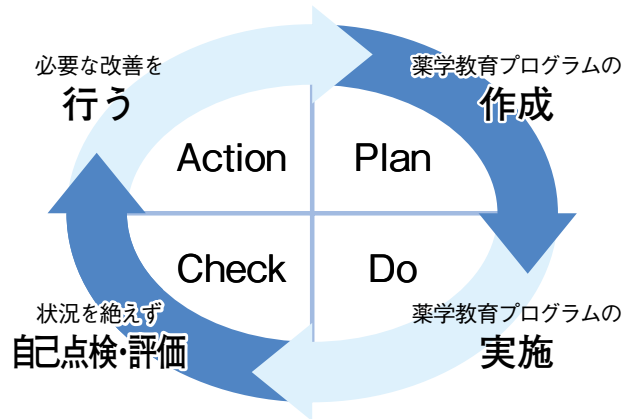 必要な改善を
行う
薬学教育プログラムの
作成
Action
Plan
Check
Do
状況を絶えず
自己点検・評価
薬学教育プログラムの
実施